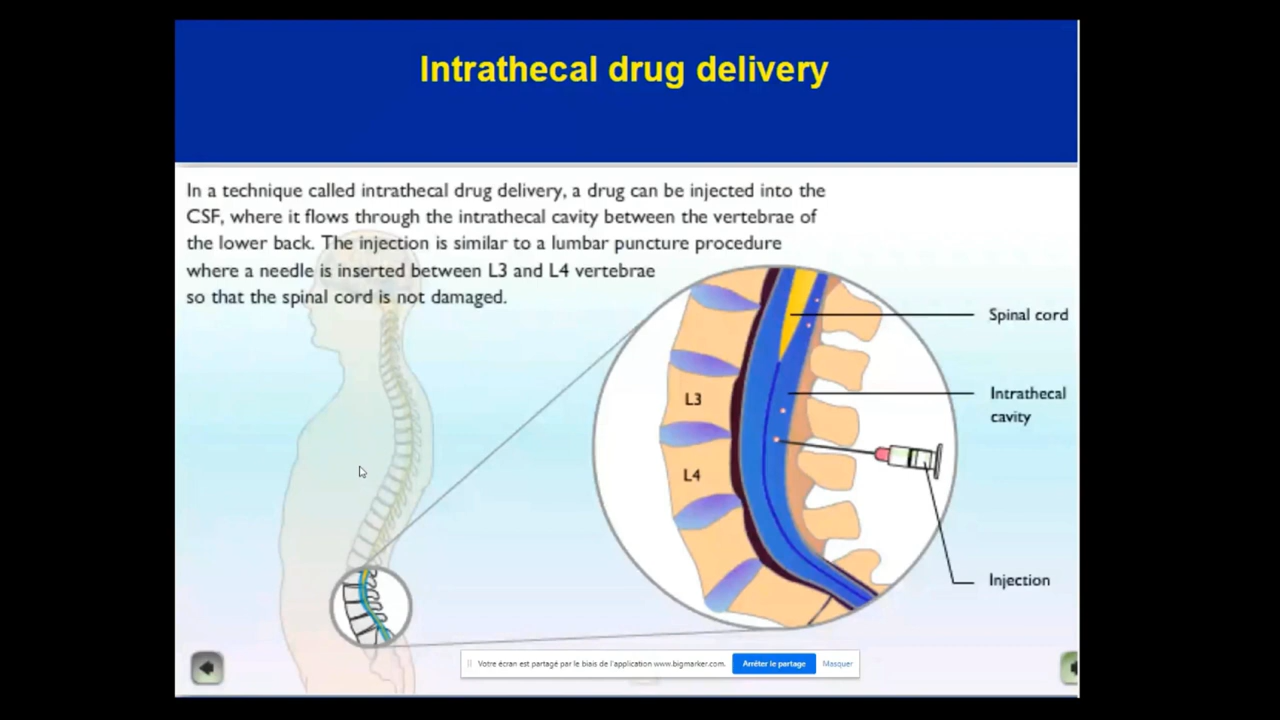 Intrathecal drug delivery
In a technique called intrathecal drug delivery, a drug can be injected into the
CSF, where it flows through the intrathecal cavity between the vertebrae of
the lower back. The injection is similar to a lumbar puncture procedure
where a needle is inserted between L3 and L4 vertebrae
so that the spinal cord is not damaged.
Spinal cord
Intrathecal
cavity
L3
L4
Injection
Votre écran est partagé par le biais de l'application www.bigmarker.com.
Arrêter le partage
Masquer